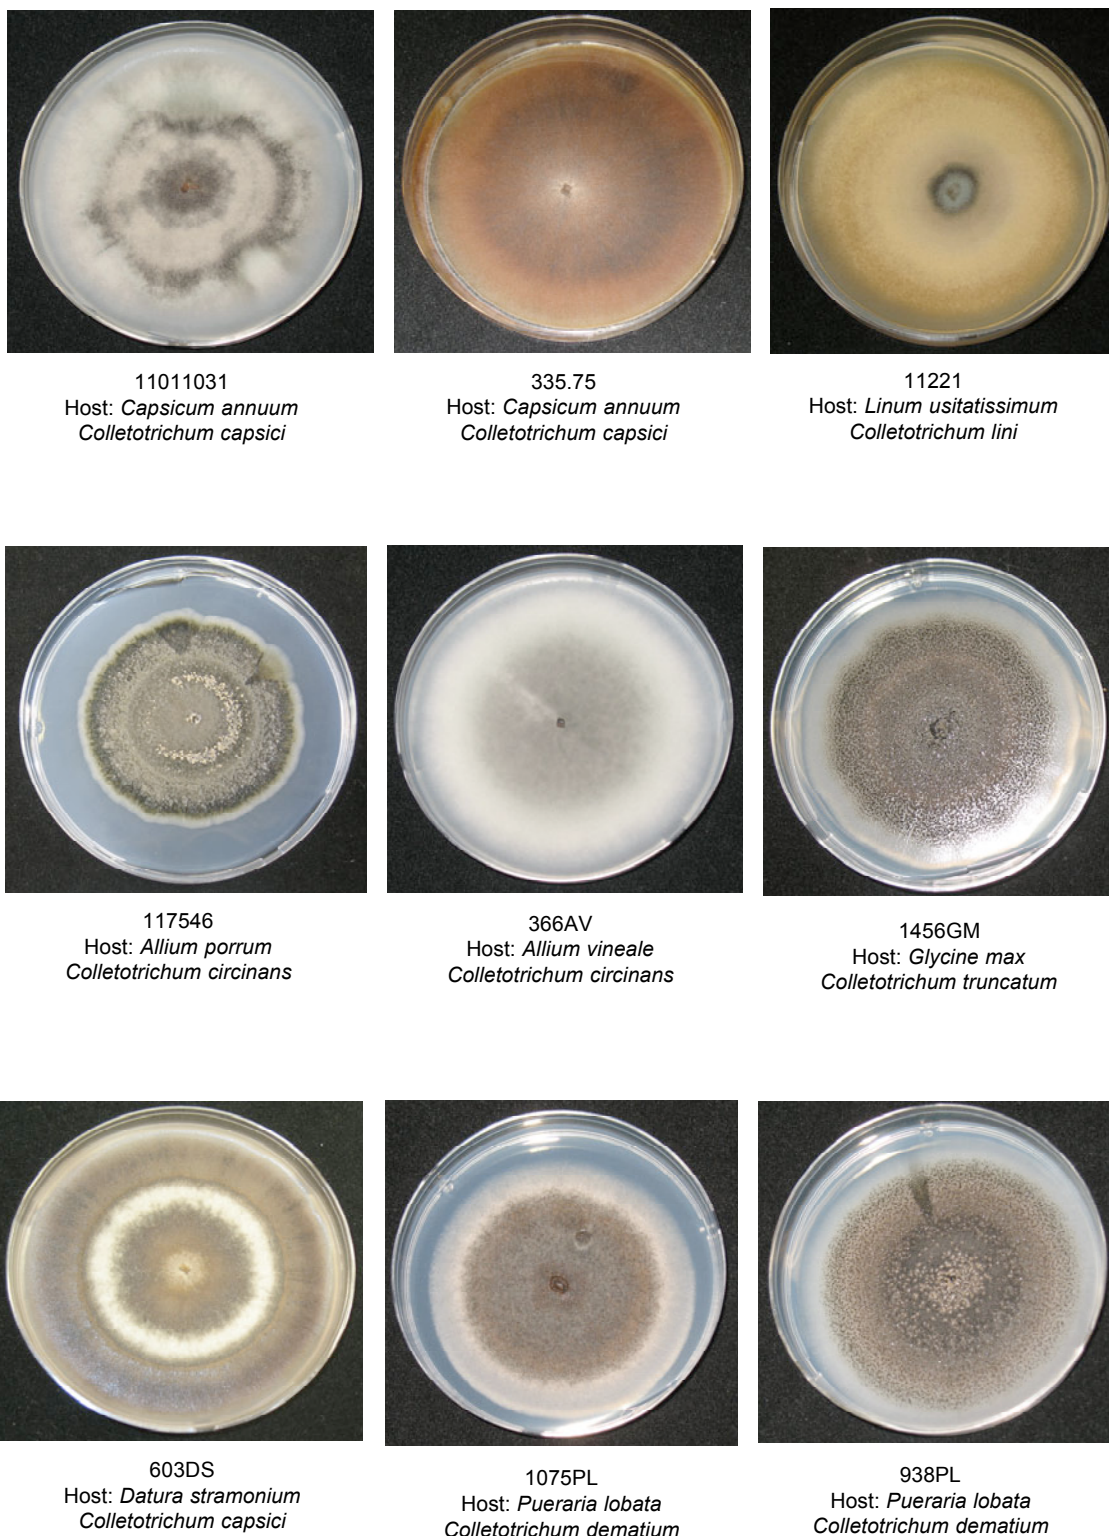 11011031
Host: Capsicum annuum
Colletotrichum capsici
335.75
Host: Capsicum annuum
Colletotrichum capsici
11221
Host: Linum usitatissimum
Colletotrichum lini
117546
Host: Allium porrum
Colletotrichum circinans
366AV
Host: Allium vineale
Colletotrichum circinans
1456GM
Host: Glycine max
Colletotrichum truncatum
603DS
Host: Datura stramonium
Colletotrichum capsici
1075PL
Host: Pueraria lobata
Colletotrichum dematium
938PL
Host: Pueraria lobata
Colletotrichum dematium